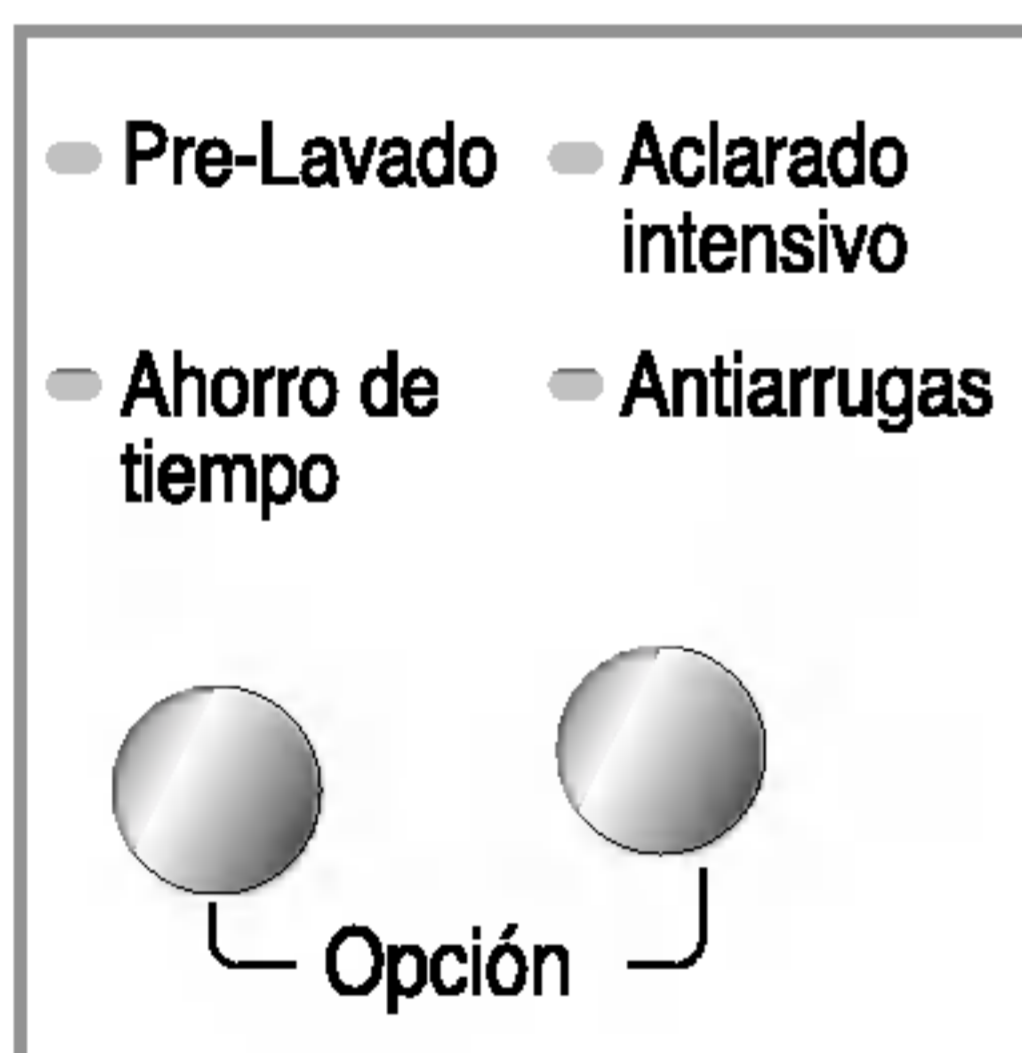 Pre-Lavado
Aclarado
intensivo
Ahorro de
tiempo
Antiarrugas
Opción